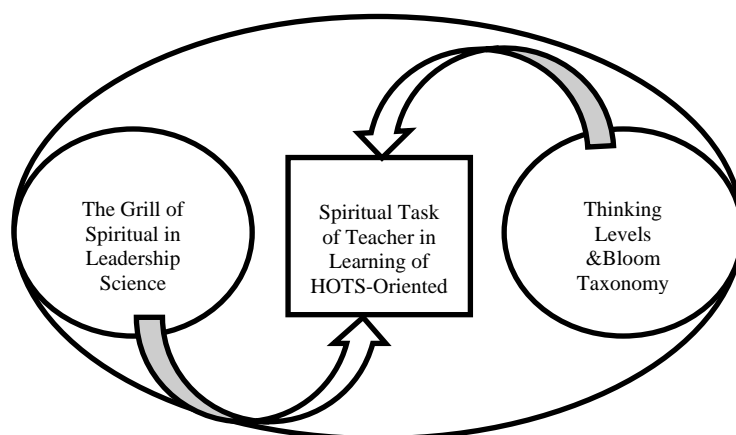 The Grill of
Spiritual in
Leadership
Science
Spiritual Task
of Teacher in
Learning of
HOTS-Oriented
Thinking
Levels
&Bloom
Taxonomy